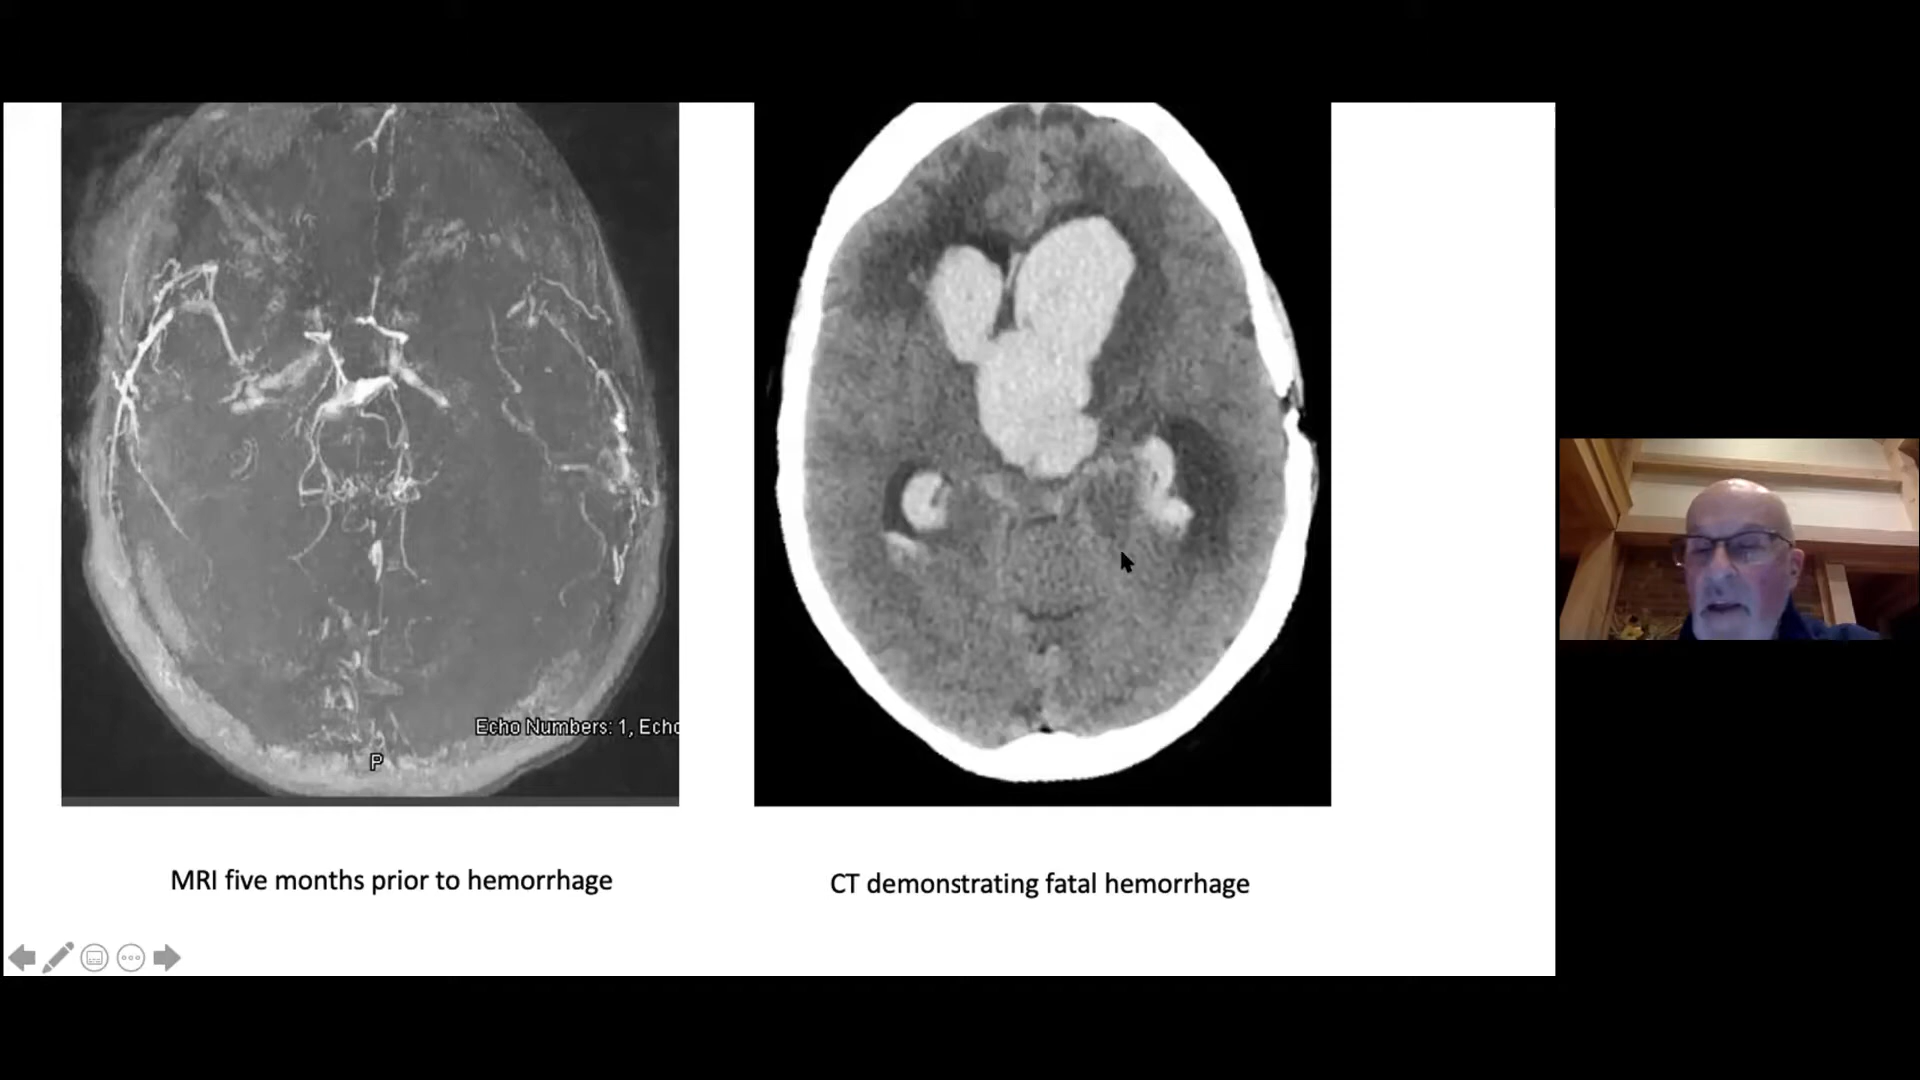 Echo Numbers: 1, Echo
P
MRI five months prior to hemorrhage
CT demonstrating fatal hemorrhage